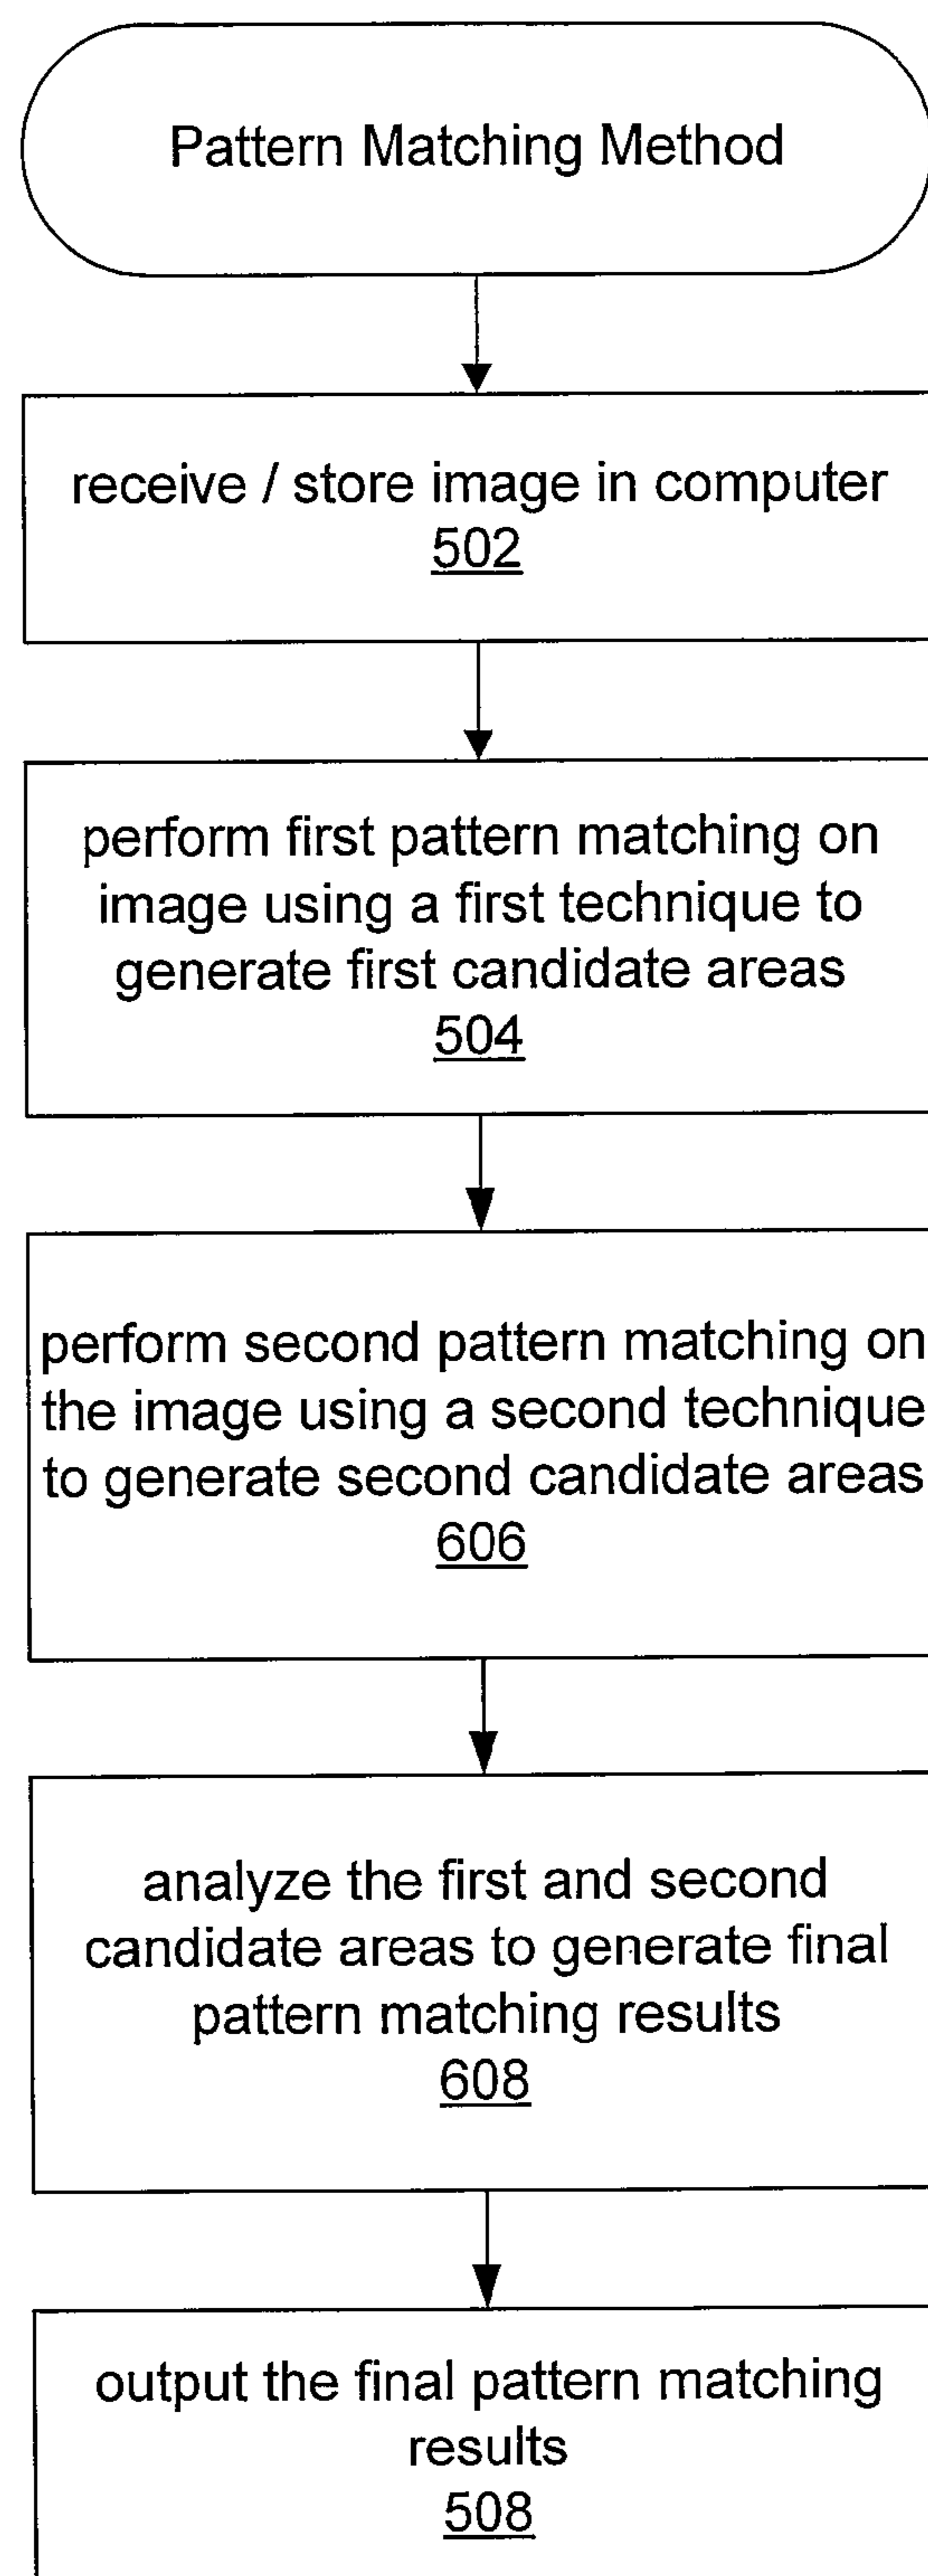 Pattern Matching Method
receive / store image in computer
502
perform first pattern matching on
image using a first technique to
generate first candidate areas
504
perform second pattern matching on
the image using a second technique
to generate second candidate areas
606
analyze the first and second
candidate areas to generate final
pattern matching results
608
output the final pattern matching
results
508